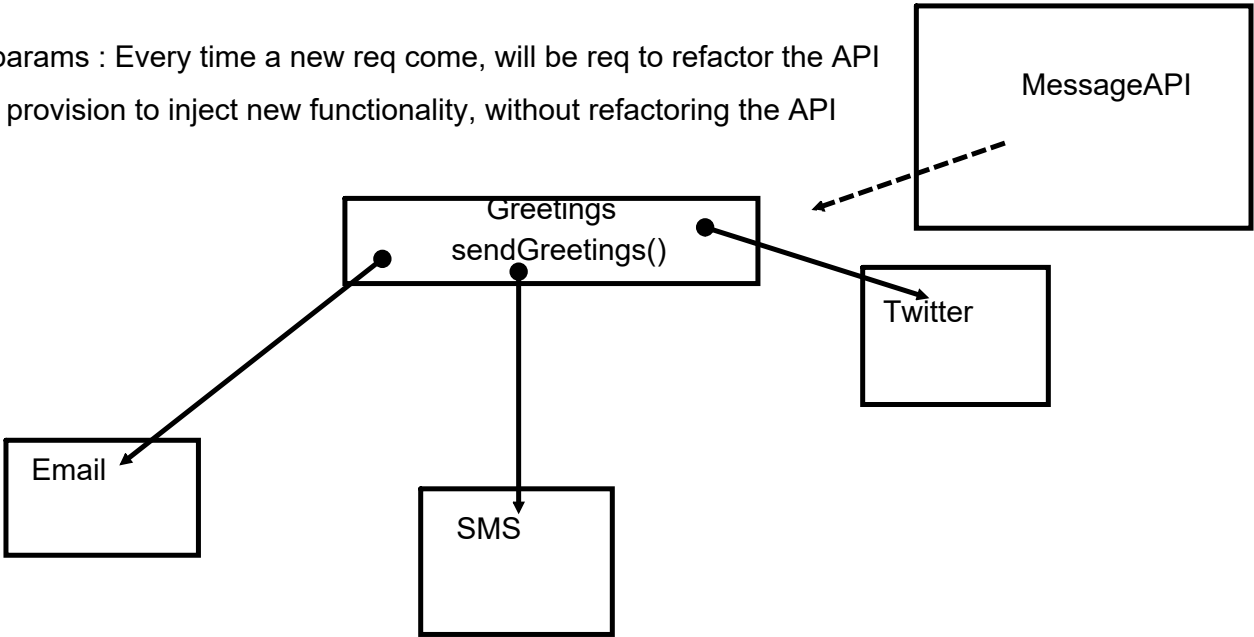 params : Every time a new req come, will be req to refactor the API
provision to inject new functionality, without refactoring the API
MessageAPI
Greetings
sendGreetings()
Twitter
Email
SMS